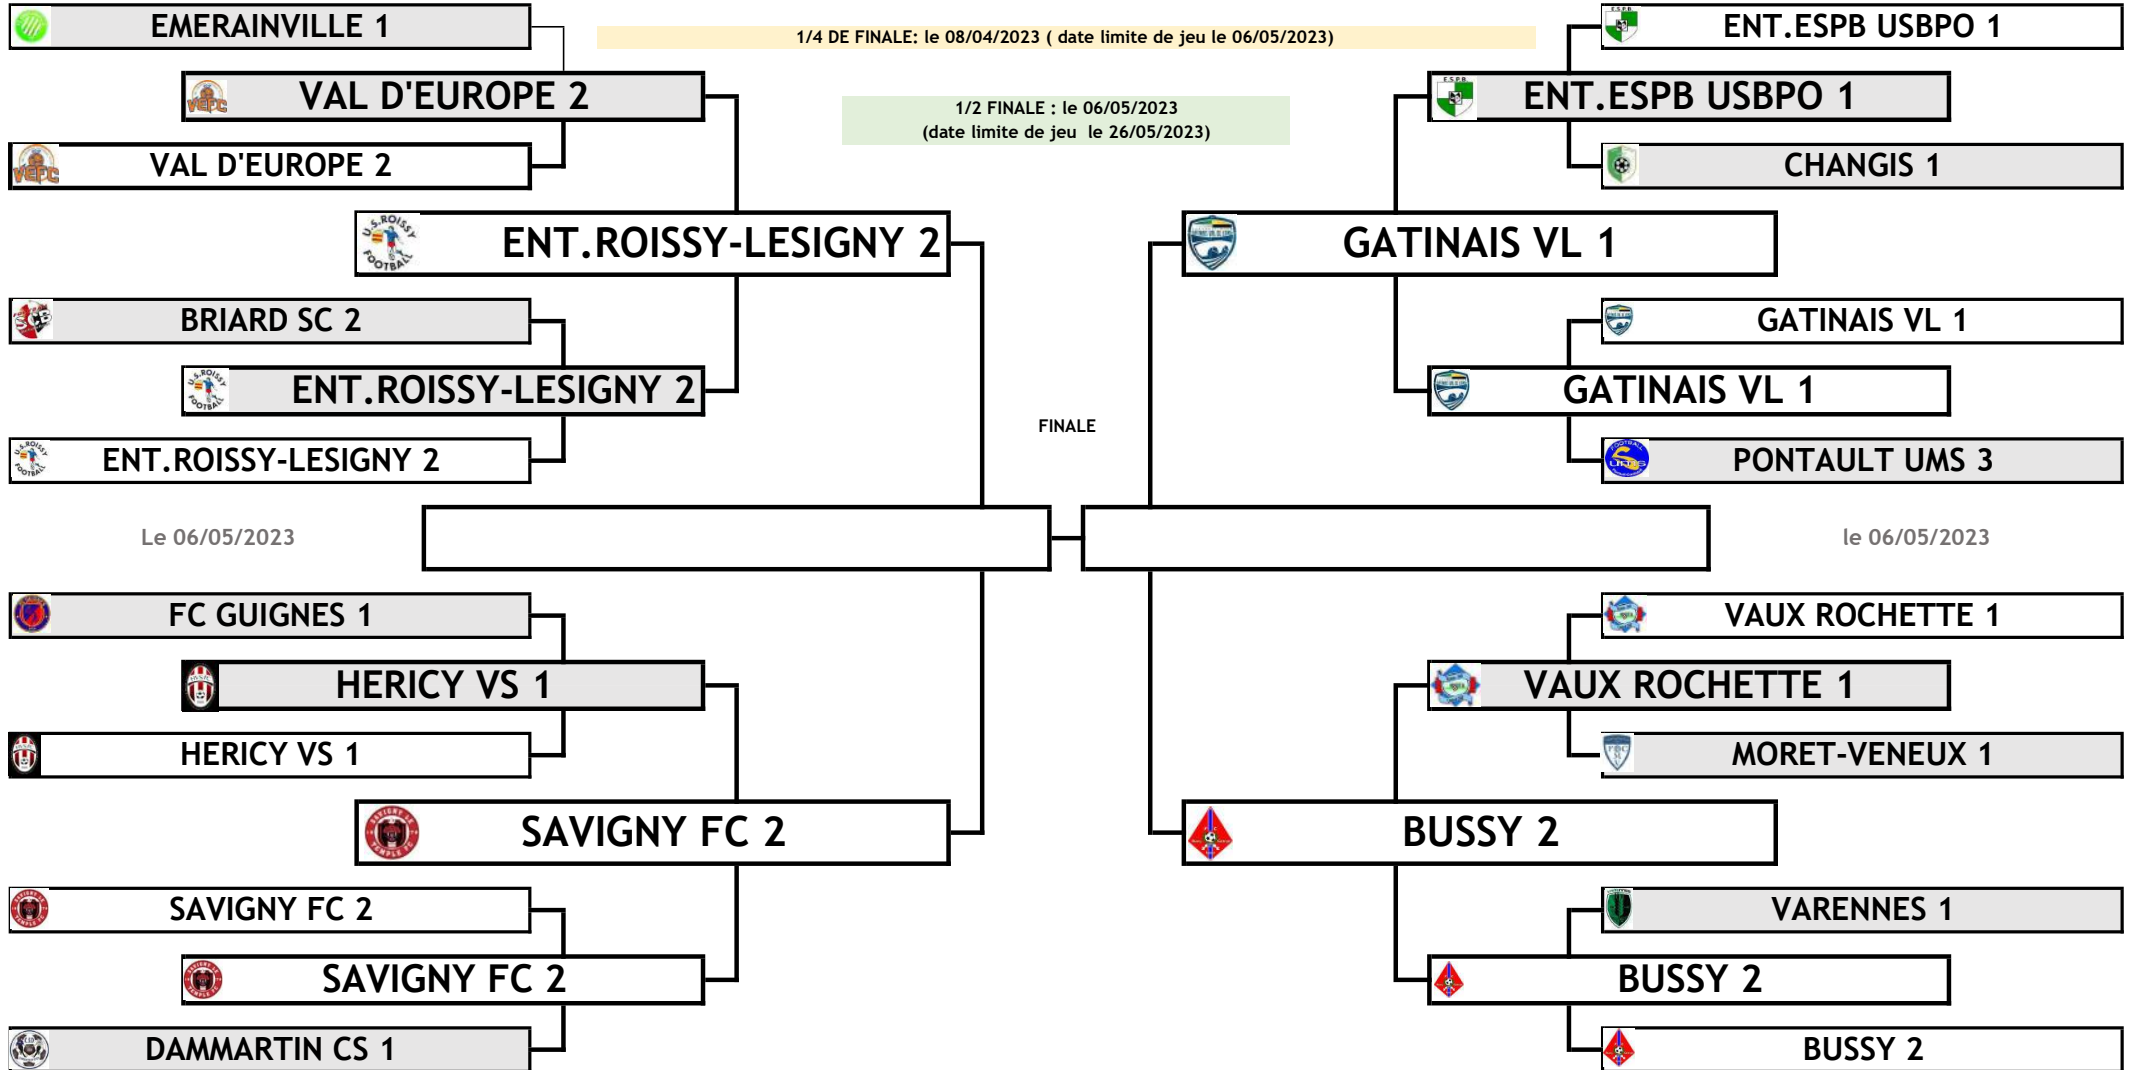 EMERAINVILLE 1
VAL D'EUROPE 2
VAL D'EUROPE 2
ENT.ROISSY-LESIGNY 2
BRIARD SC 2
ENT.ROISSY-LESIGNY 2
ENT.ROISSY-LESIGNY 2
Le 06/05/2023
FC GUIGNES 1
HERICY VS 1
HERICY VS 1
SAVIGNY FC 2
SAVIGNY FC 2
SAVIGNY FC 2
DAMMARTIN CS 1
1/4 DE FINALE: le 08/04/2023 ( date limite de jeu le 06/05/2023)
1/2 FINALE : le 06/05/2023
(date limite de jeu le 26/05/2023)
FINALE
ENT.ESPB USBPO 1
ENT.ESPB USBPO 1
CHANGIS 1
GATINAIS VL 1
GATINAIS VL 1
GATINAIS VL 1
PONTAULT UMS 3
le 06/05/2023
VAUX ROCHETTE 1
VAUX ROCHETTE 1
MORET-VENEUX 1
BUSSY 2
VARENNES 1
BUSSY 2
BUSSY 2